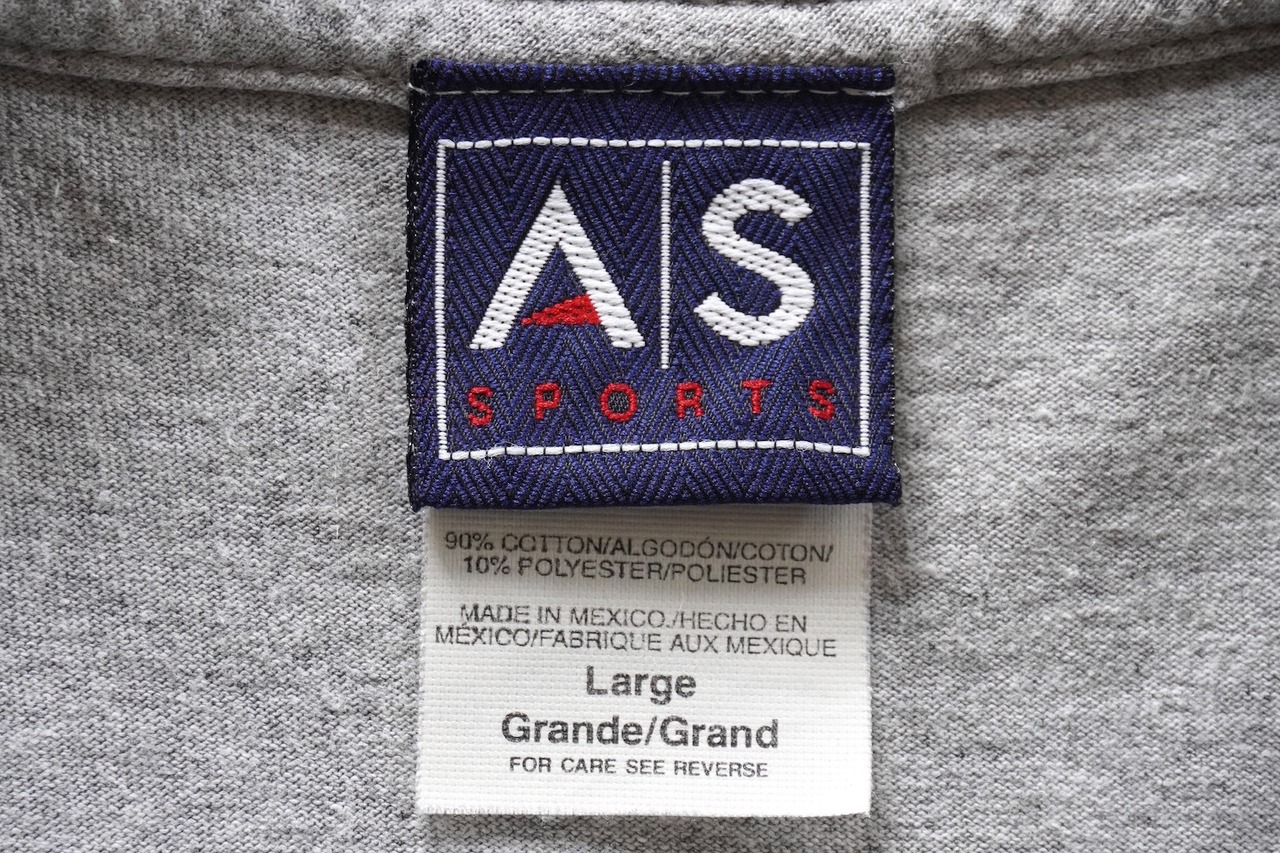 A|S
SPORTS
90% COTTON/ALGODÓN/COTON/
10% POLYESTER/POLIESTER
MADE IN MEXICO./HECHO EN
MÉXICO/FABRIQUE AUX MEXIQUE
Large
Grande/Grand
FOR CARE SEE REVERSE